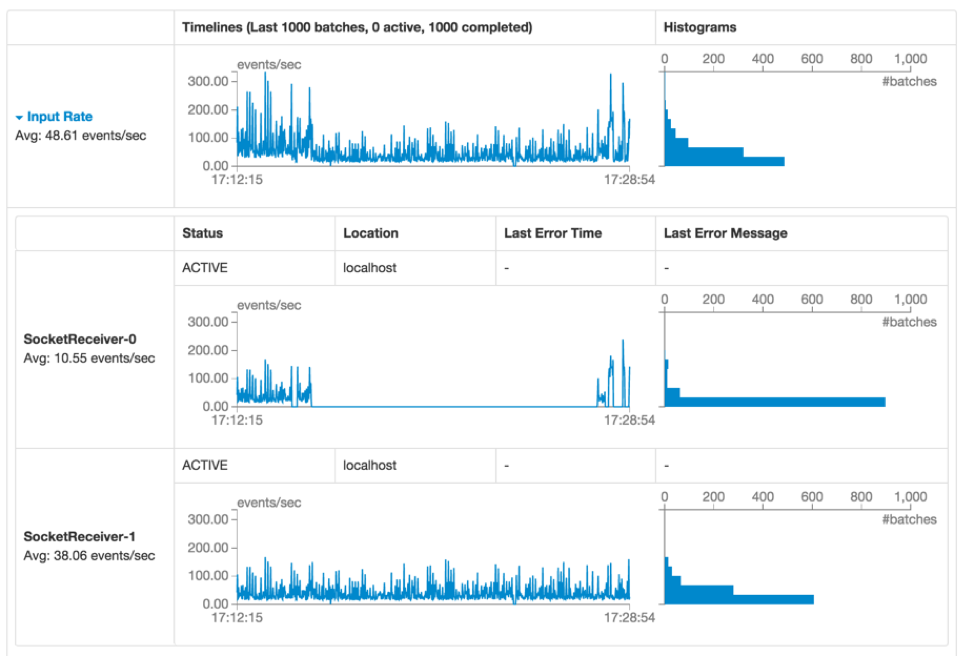 Timelines (Last 1000 batches, 0 active, 1000 completed)
Histograms
Input Rate
Avg: 48.61 events/sec
events/sec
300.00
200.00
100.00
0.00
17:12:15
17:28:54
0 200 400 600 800 1,000
#batches
Status Location Last Error Time Last Error Message
SocketReceiver-0
Avg: 10.55 events/sec
ACTIVE localhost - -
events/sec
300.00
200.00
100.00
0.00
17:12:15
17:28:54
0 200 400 600 800 1,000
#batches
SocketReceiver-1
Avg: 38.06 events/sec
ACTIVE localhost - -
events/sec
300.00
200.00
100.00
0.00
17:12:15
17:28:54
0 200 400 600 800 1,000
#batches